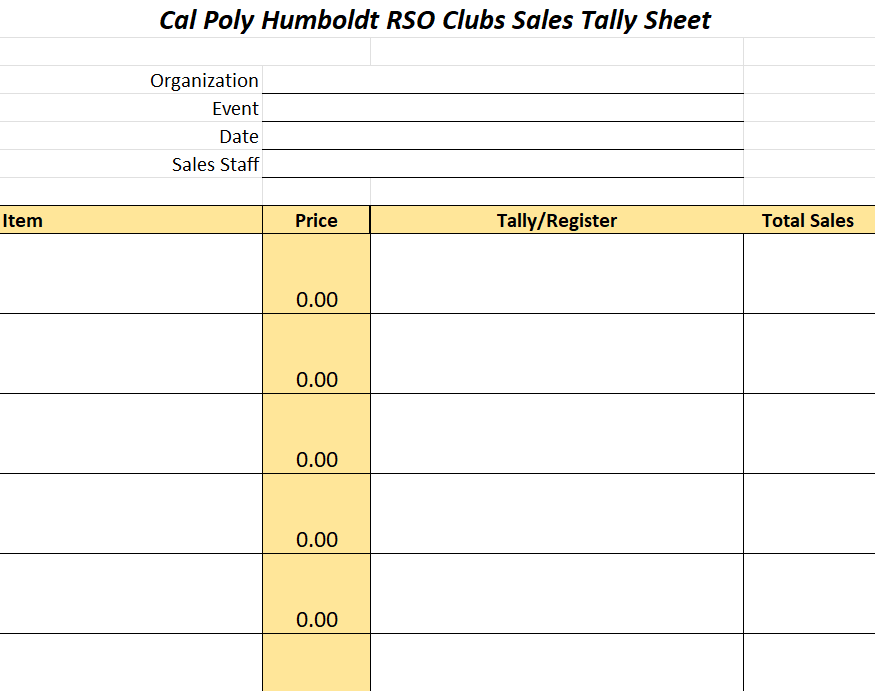 Cal Poly Humboldt RSO Clubs Sales Tally Sheet
Organization
Event
Date
Sales Staff
Item Price Tally/Register Total Sales
0.00
0.00
0.00
0.00
0.00